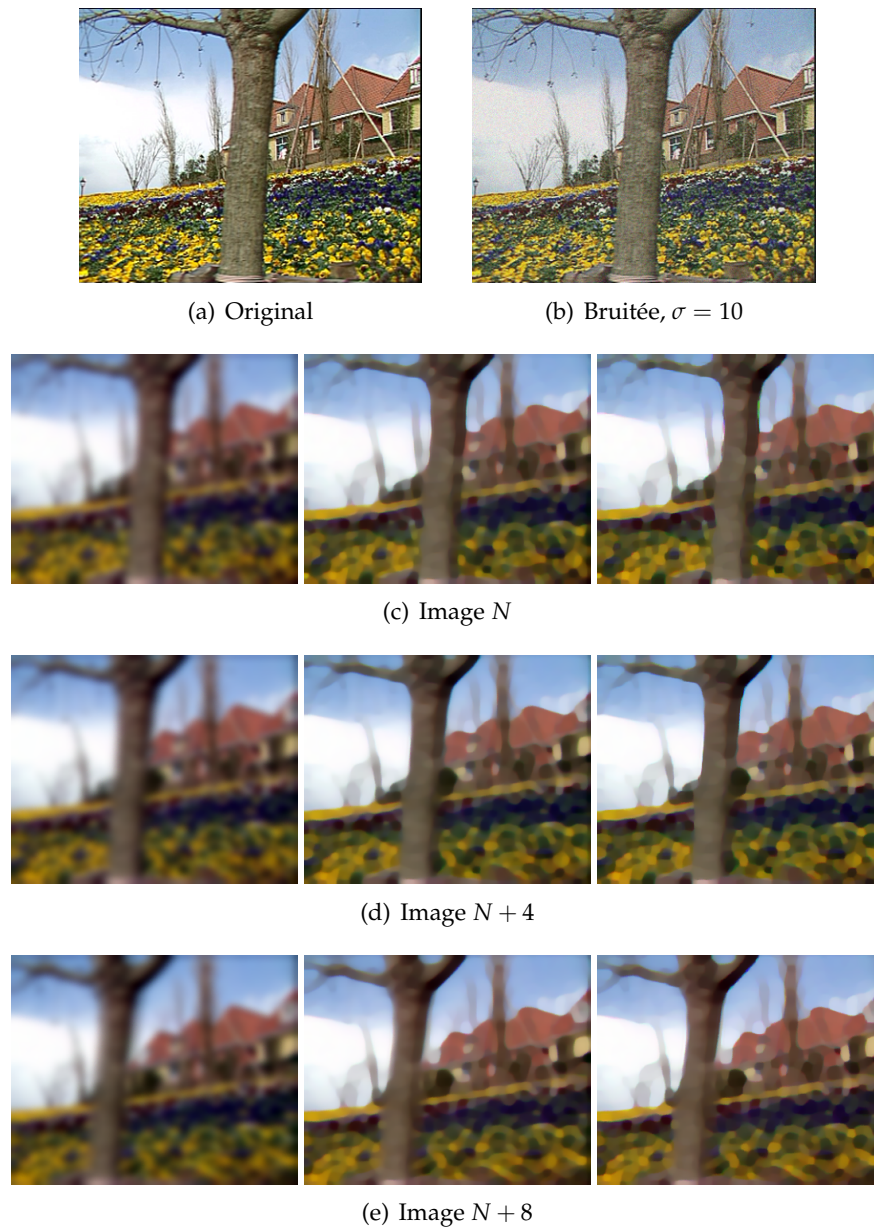 (a) Original
(b) Bruitée, σ = 10
(c) Image N
(d) Image N + 4
(e) Image N + 8